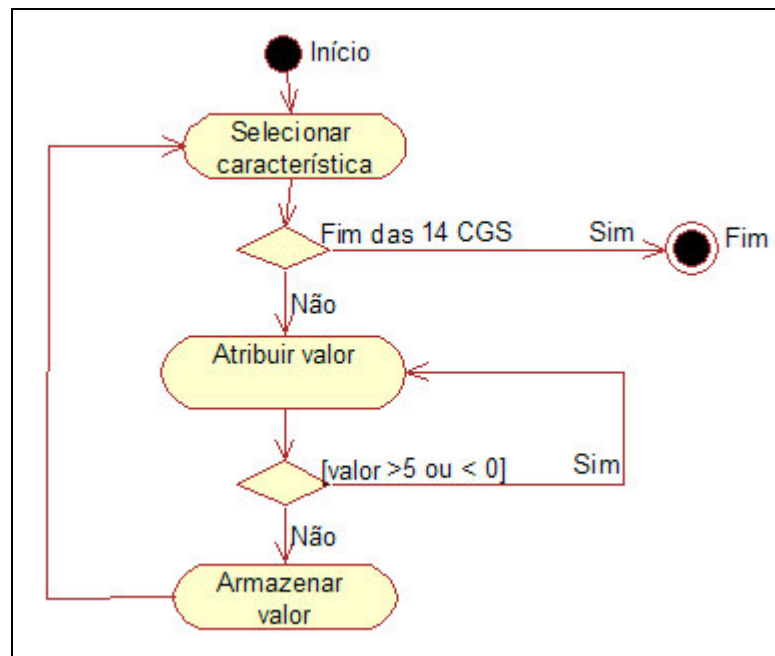 Início
Selecionar
característica
Fim das 14 CGS
Sim
Fim
Não
Atribuir valor
[valor >5 ou < 0]
Sim
Não
Armazenar
valor